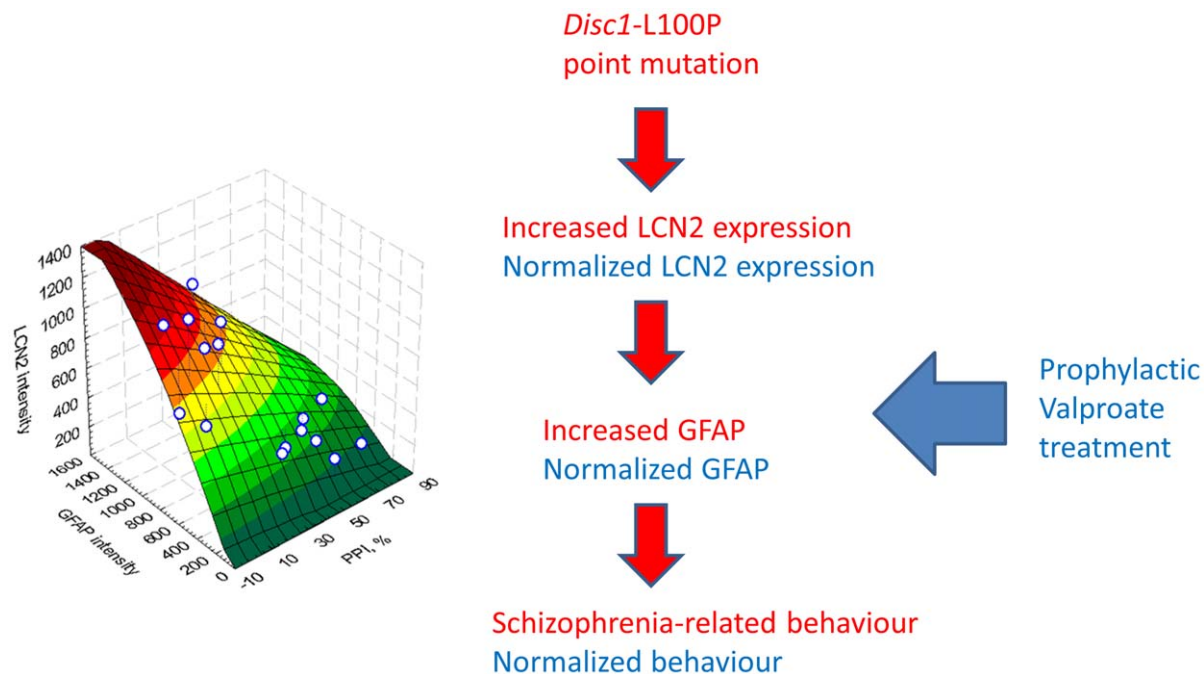 Disc1-L100P
point mutation
Increased LCN2 expression
Normalized LCN2 expression
Increased GFAP
Normalized GFAP
Schizophrenia-related behaviour
Normalized behaviour
Prophylactic
Valproate
treatment
LCN2 intensity
1400
1200
1000
800
600
400
200
GFAP intensity
1600
1400
1200
1000
800
600
400
200
0
PPI, %
-10
10
30
50
70
90